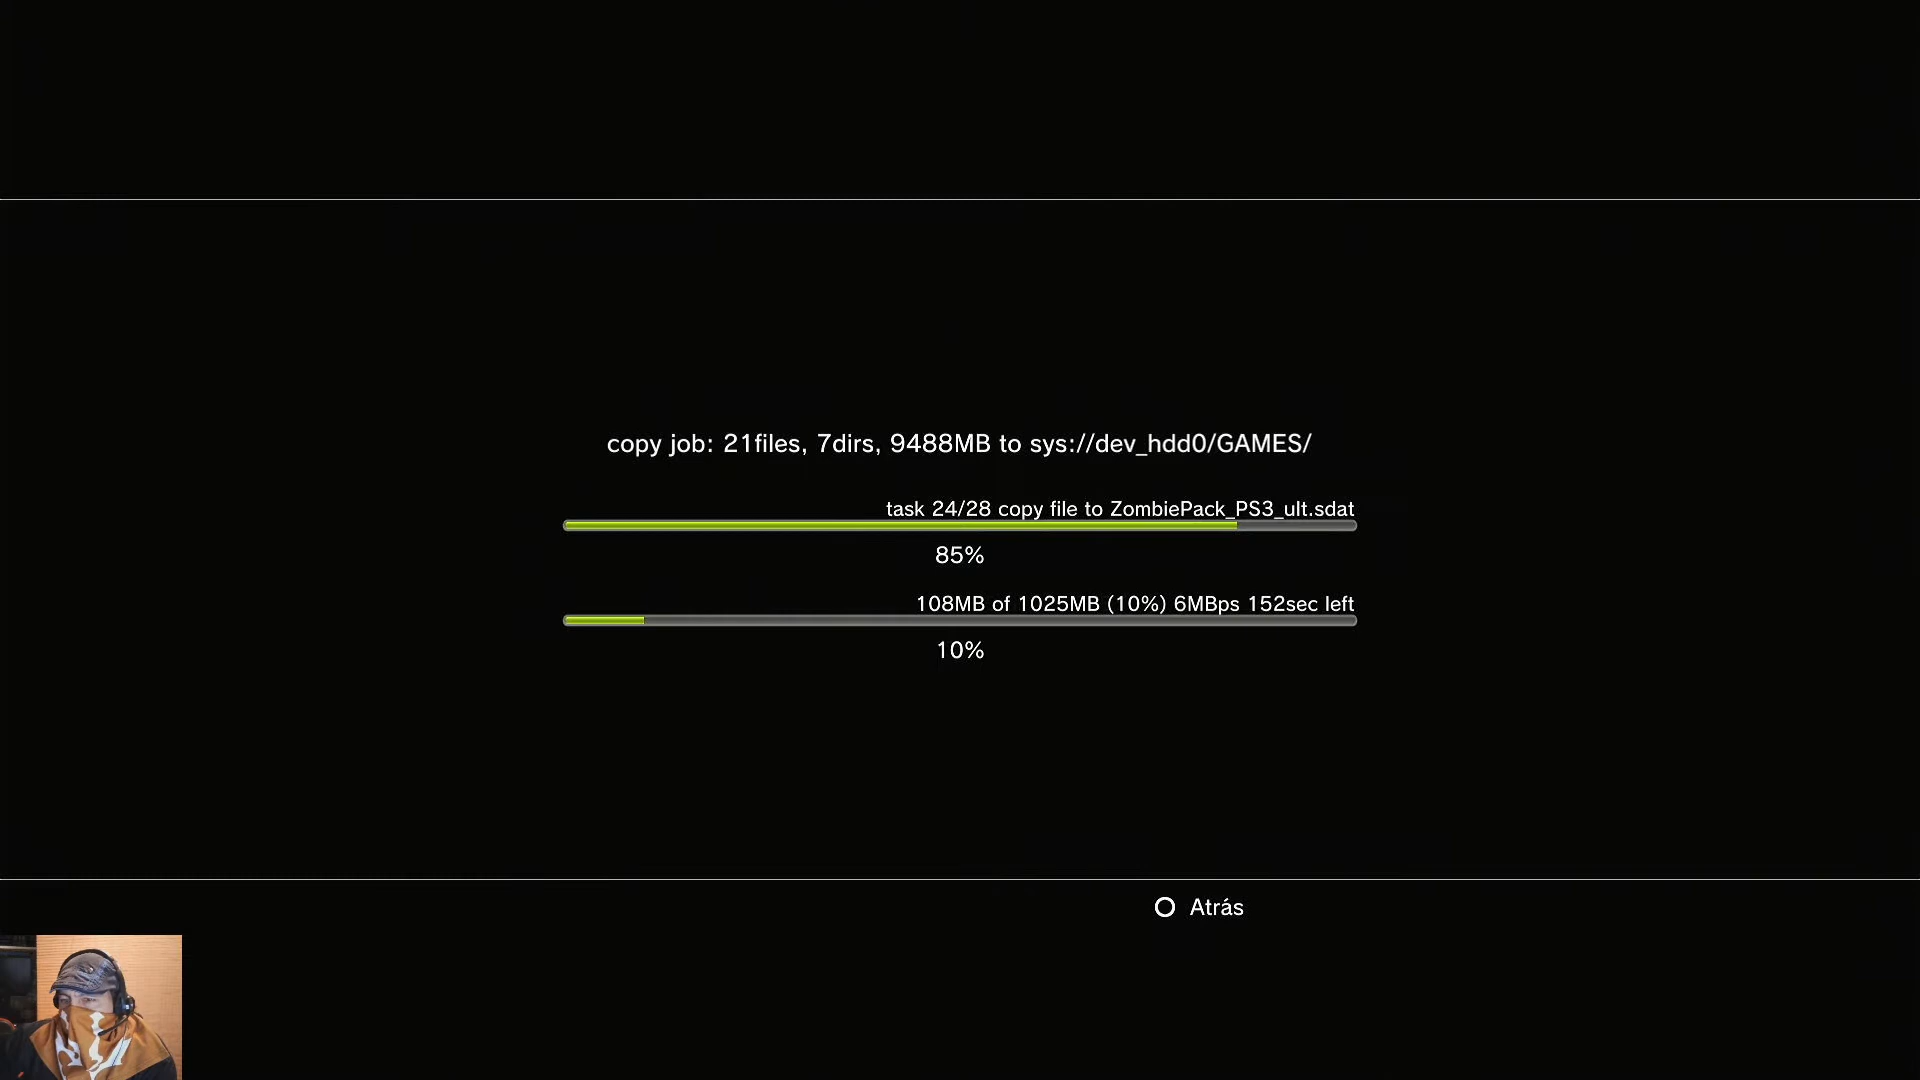 copy job: 21files, 7dirs, 9488MB to sys://dev_hdd0/GAMES/
task 24/28 copy file to ZombiePack_PS3_ult.sdat
85%
108MB of 1025MB (10%) 6MBps 152sec left
10%
Atrás